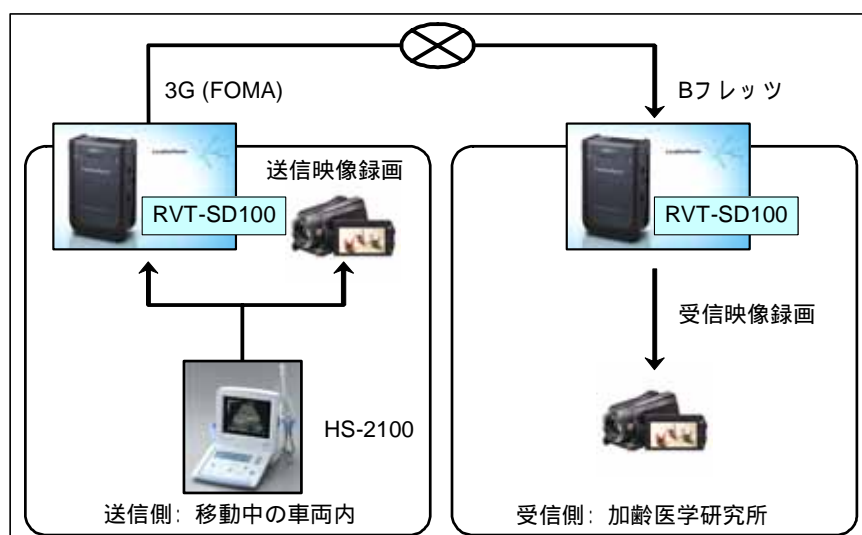 3G (FOMA)
Bフレッツ
送信映像録画
RVT-SD100
RVT-SD100
受信映像録画
HS-2100
送信側: 移動中の車両内
受信側: 加齢医学研究所